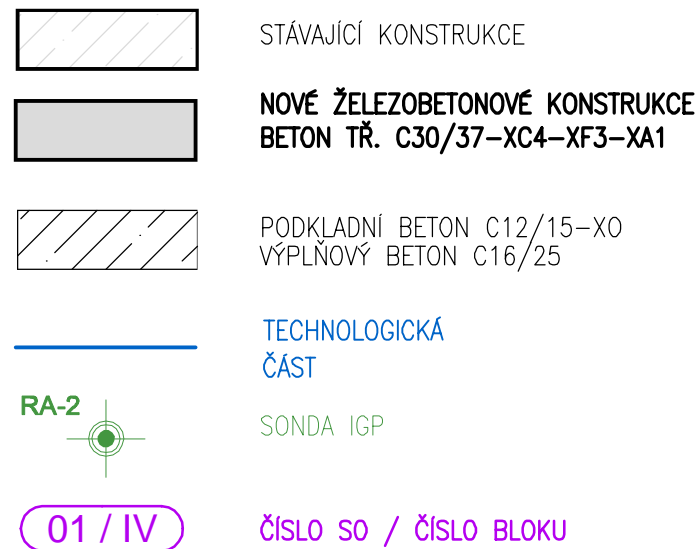 STÁVAJÍCÍ KONSTRUKCE
NOVÉ ŽELEZOBETONOVÉ KONSTRUKCE
BETON TŘ. C30/37-XC4-XF3-XA1
PODKLADNÍ BETON C12/15-XO
VÝPLŇOVÝ BETON C16/25
TECHNOLOGICKÁ
ČÁST
RA-2
SONDA IGP
01 / IV
ČÍSLO SO / ČÍSLO BLOKU